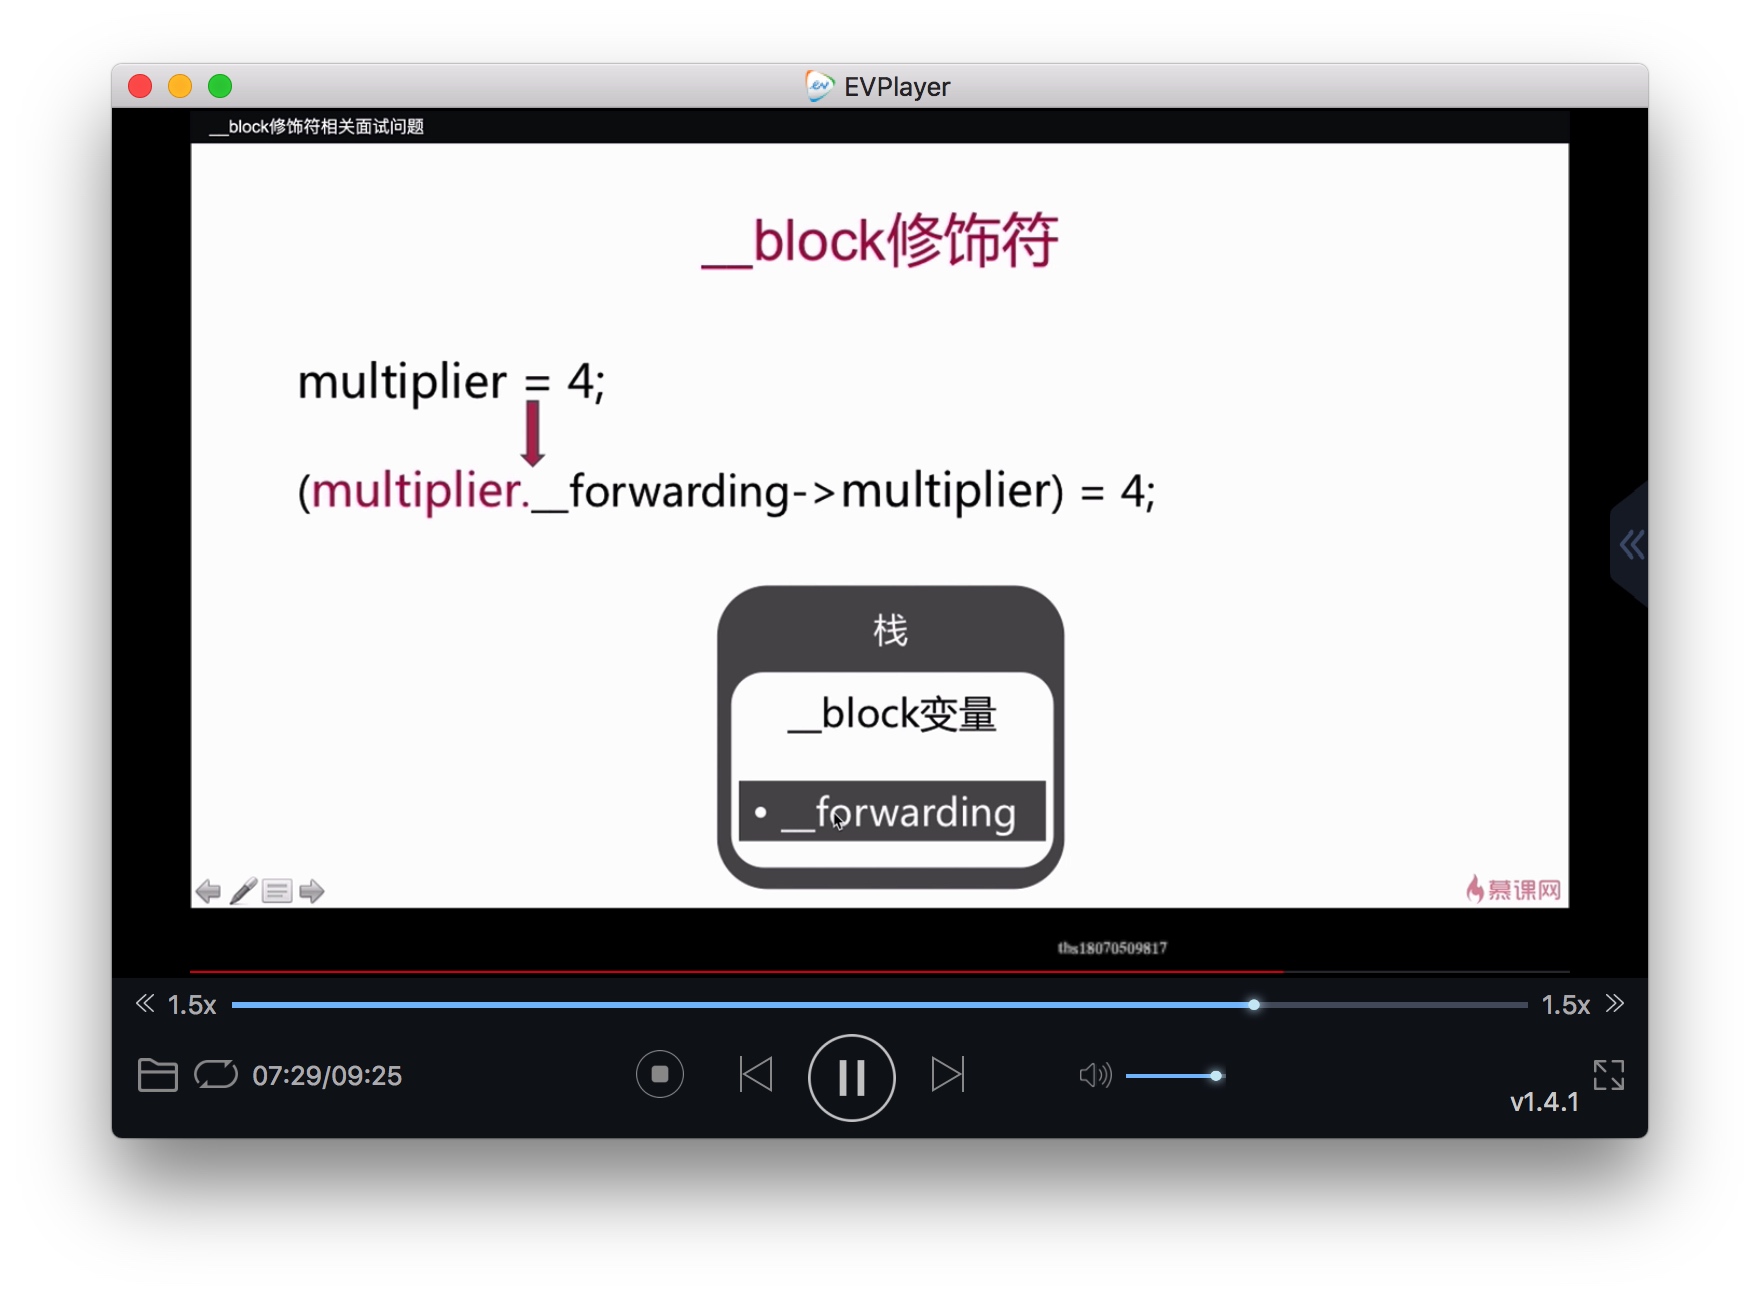 EVPlayer
__block修饰符相关面试问题
__block修饰符
multiplier = 4;
(multiplier.__forwarding->multiplier) = 4;
栈
__block变量
• __forwarding
慕课网
ths18070509817
1.5x
1.5x
07:29/09:25
v1.4.1